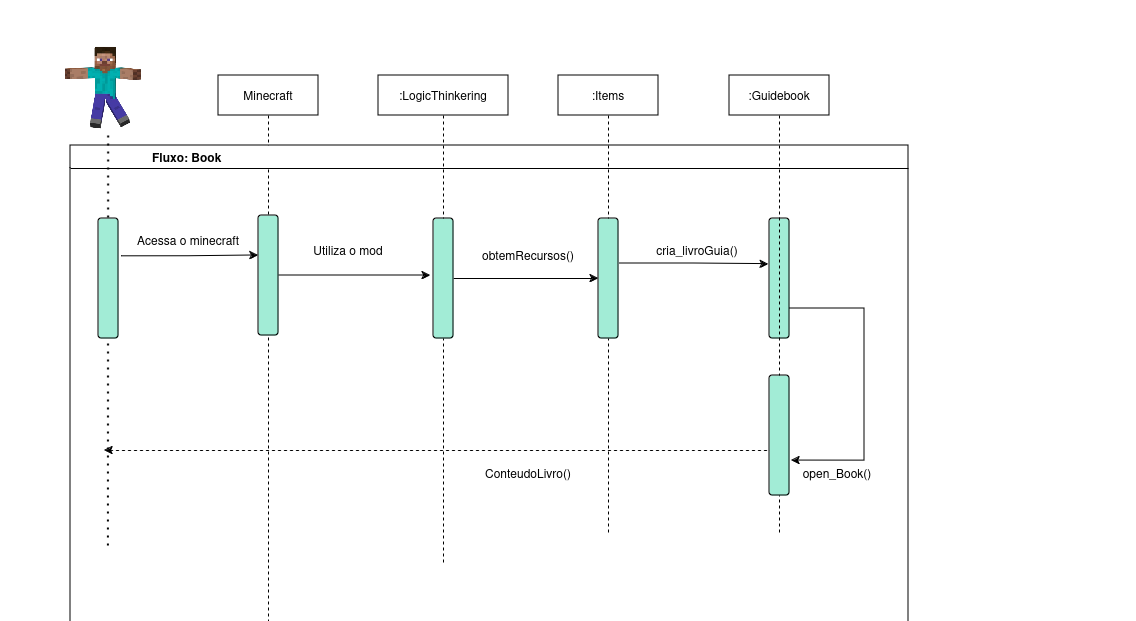 Minecraft
:LogicThinkering
:Items
:Guidebook
Fluxo: Book
Acessa o minecraft
Utiliza o mod
obtemRecursos()
cria_livroGuia()
ConteudoLivro()
open_Book()